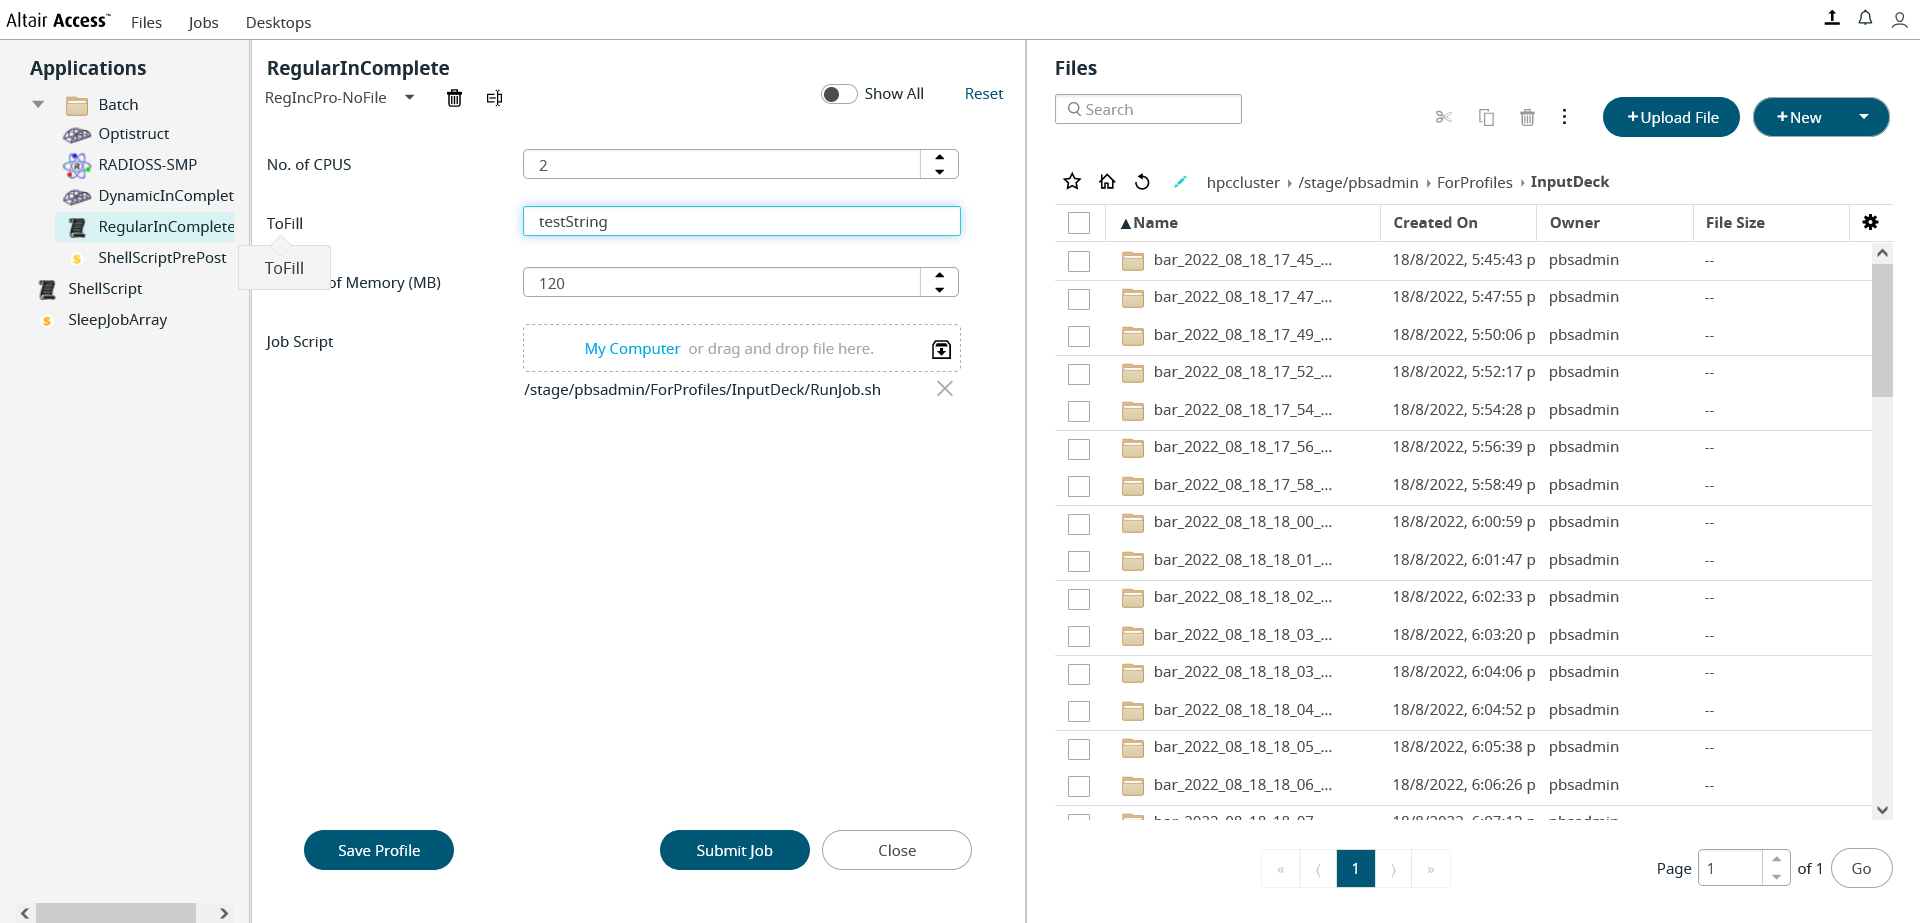 Altair Access™ Files Jobs Desktops
Applications
Batch
Optistruct
RADIOSS-SMP
DynamicInComplet
RegularInComplete
ShellScriptPrePost
ShellScript
SleepJobArray
RegularInComplete
RegIncPro-NoFile
Show All Reset
No. of CPUS 2
ToFill testString
ToFill
of Memory (MB) 120
Job Script My Computer or drag and drop file here.
/stage/pbsadmin/ForProfiles/InputDeck/RunJob.sh
Save Profile Submit Job Close
Files
Search
+Upload File +New
hpccluster › /stage/pbsadmin › ForProfiles › InputDeck
▲Name Created On Owner File Size
bar_2022_08_18_17_45_... 18/8/2022, 5:45:43 p pbsadmin --
bar_2022_08_18_17_47_... 18/8/2022, 5:47:55 p pbsadmin --
bar_2022_08_18_17_49_... 18/8/2022, 5:50:06 p pbsadmin --
bar_2022_08_18_17_52_... 18/8/2022, 5:52:17 p pbsadmin --
bar_2022_08_18_17_54_... 18/8/2022, 5:54:28 p pbsadmin --
bar_2022_08_18_17_56_... 18/8/2022, 5:56:39 p pbsadmin --
bar_2022_08_18_17_58_... 18/8/2022, 5:58:49 p pbsadmin --
bar_2022_08_18_18_00_... 18/8/2022, 6:00:59 p pbsadmin --
bar_2022_08_18_18_01_... 18/8/2022, 6:01:47 p pbsadmin --
bar_2022_08_18_18_02_... 18/8/2022, 6:02:33 p pbsadmin --
bar_2022_08_18_18_03_... 18/8/2022, 6:03:20 p pbsadmin --
bar_2022_08_18_18_03_... 18/8/2022, 6:04:06 p pbsadmin --
bar_2022_08_18_18_04_... 18/8/2022, 6:04:52 p pbsadmin --
bar_2022_08_18_18_05_... 18/8/2022, 6:05:38 p pbsadmin --
bar_2022_08_18_18_06_... 18/8/2022, 6:06:26 p pbsadmin --
« ⟨ 1 ⟩ » Page 1 of 1 Go